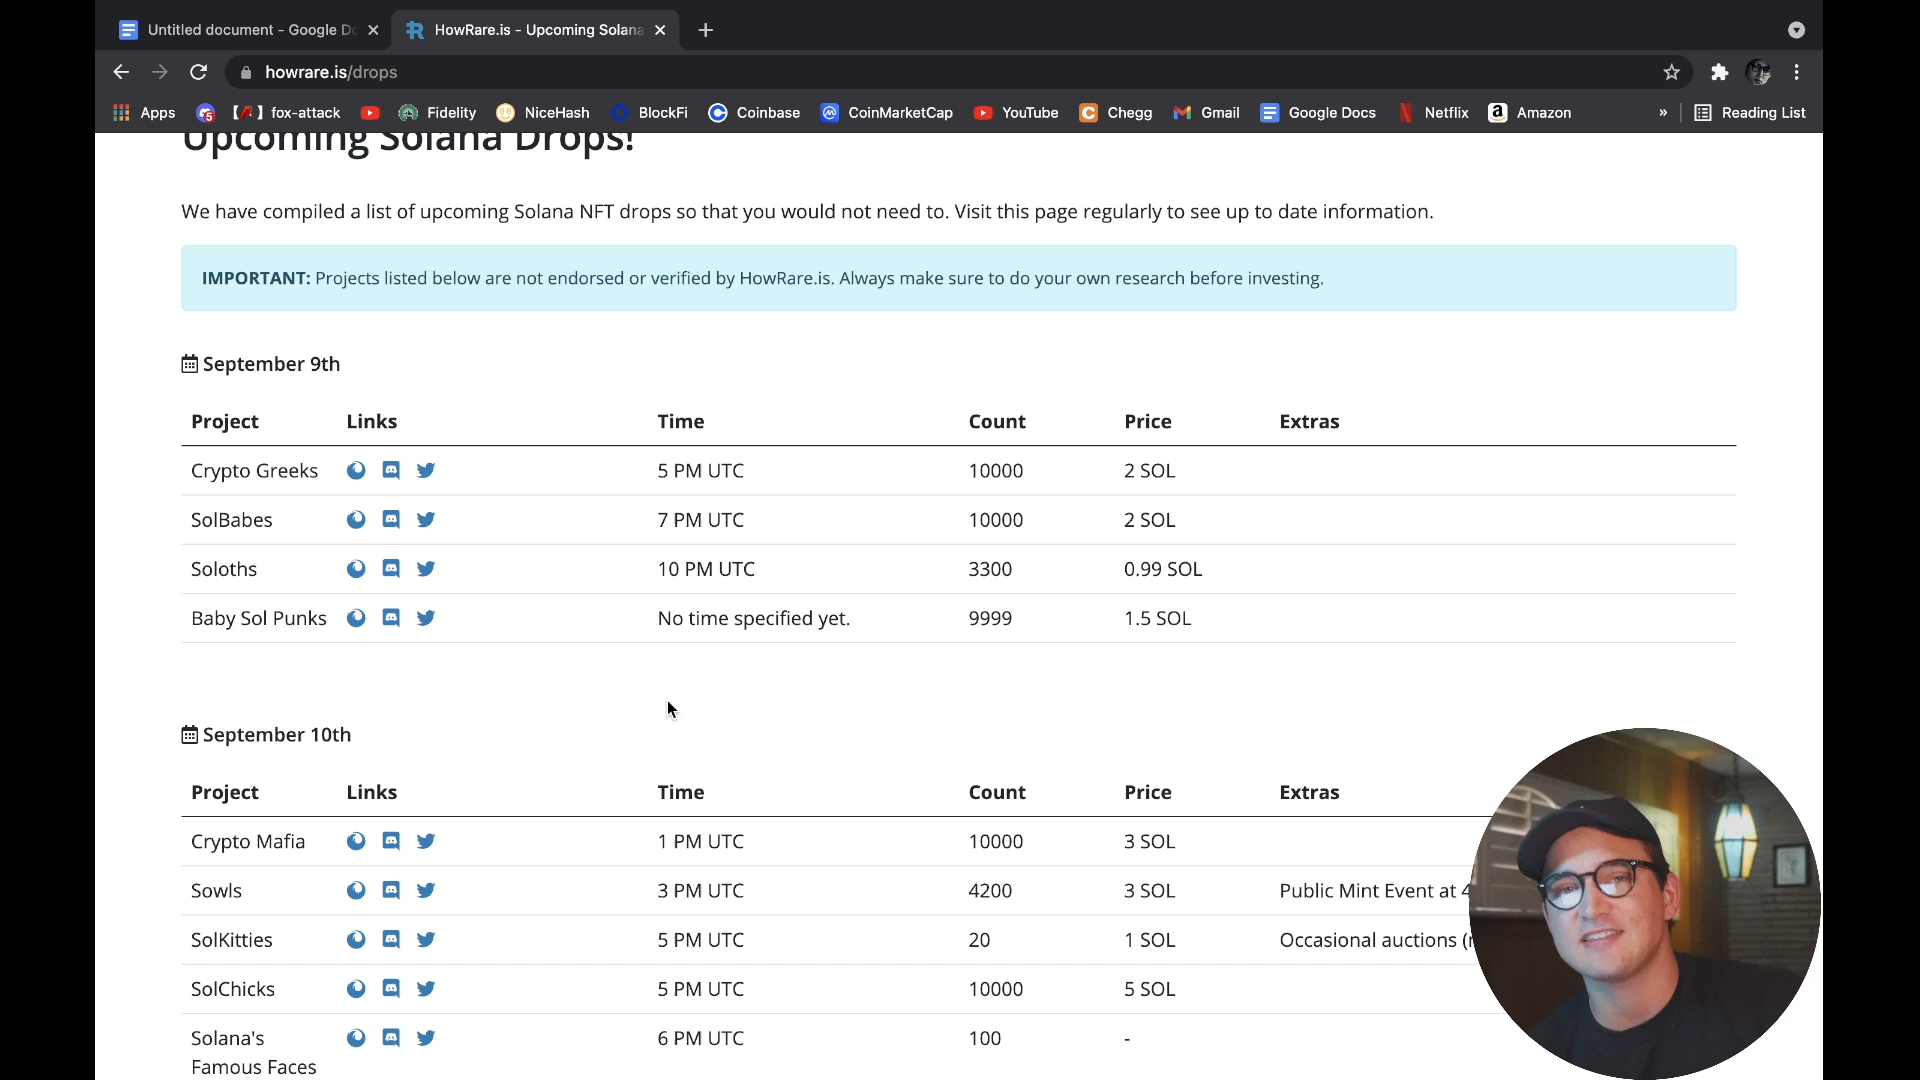 Untitled document - Google Do
HowRare.is - Upcoming Solana
howrare.is/drops
Apps
[ ] fox-attack
Fidelity
NiceHash
BlockFi
Coinbase
CoinMarketCap
YouTube
Chegg
Gmail
Google Docs
Netflix
Amazon
»
Reading List
Upcoming Solana Drops!
We have compiled a list of upcoming Solana NFT drops so that you would not need to. Visit this page regularly to see up to date information.
IMPORTANT: Projects listed below are not endorsed or verified by HowRare.is. Always make sure to do your own research before investing.
September 9th
Project Links Time Count Price Extras
Crypto Greeks 5 PM UTC 10000 2 SOL
SolBabes 7 PM UTC 10000 2 SOL
Soloths 10 PM UTC 3300 0.99 SOL
Baby Sol Punks No time specified yet. 9999 1.5 SOL
September 10th
Project Links Time Count Price Extras
Crypto Mafia 1 PM UTC 10000 3 SOL
Sowls 3 PM UTC 4200 3 SOL Public Mint Event at 4
SolKitties 5 PM UTC 20 1 SOL Occasional auctions (
SolChicks 5 PM UTC 10000 5 SOL
Solana's 6 PM UTC 100 -
Famous Faces